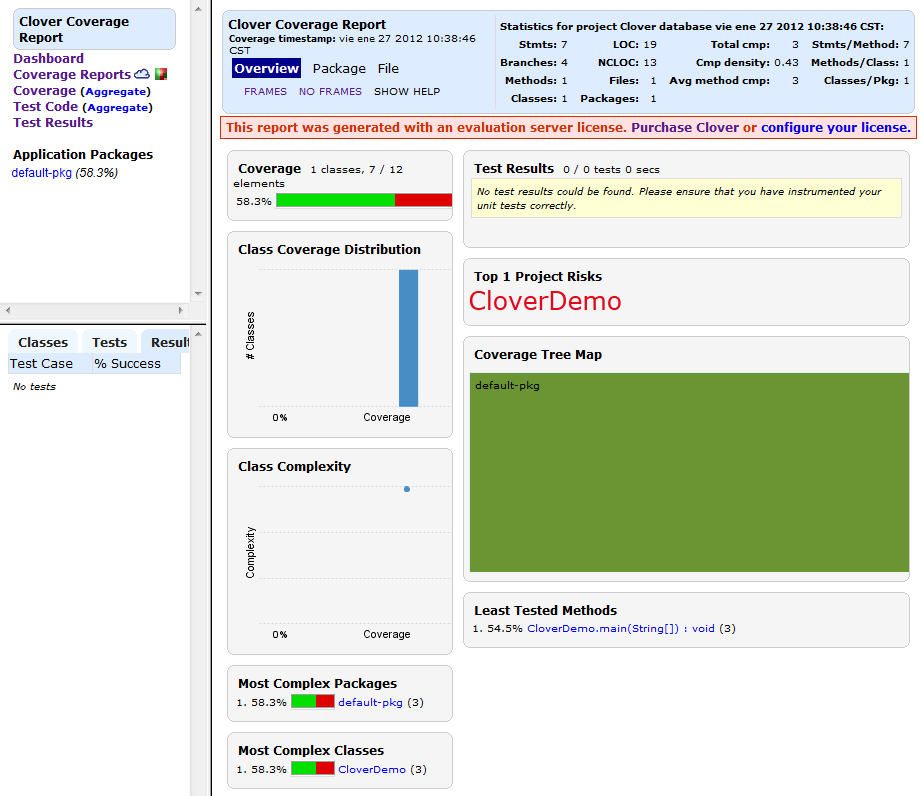 Clover Coverage
Report
Dashboard
Coverage Reports
Coverage (Aggregate)
Test Code (Aggregate)
Test Results
Application Packages
default-pkg (58.3%)
Classes Tests Result
Test Case % Success
No tests
Clover Coverage Report
Coverage timestamp: vie ene 27 2012 10:38:46
CST
Overview Package File
FRAMES NO FRAMES SHOW HELP
Statistics for project Clover database vie ene 27 2012 10:38:46 CST:
Stmts: 7 LOC: 19 Total cmp: 3 Stmts/Method: 7
Branches: 4 NCLOC: 13 Cmp density: 0.43 Methods/Class: 1
Methods: 1 Files: 1 Avg method cmp: 3 Classes/Pkg: 1
Classes: 1 Packages: 1
This report was generated with an evaluation server license. Purchase Clover or configure your license.
Coverage 1 classes, 7 / 12
elements
58.3%
Class Coverage Distribution
# Classes
0% Coverage
Class Complexity
Complexity
0% Coverage
Most Complex Packages
1. 58.3% default-pkg (3)
Most Complex Classes
1. 58.3% CloverDemo (3)
Test Results 0 / 0 tests 0 secs
No test results could be found. Please ensure that you have instrumented your
unit tests correctly.
Top 1 Project Risks
CloverDemo
Coverage Tree Map
default-pkg
Least Tested Methods
1. 54.5% CloverDemo.main(String[]) : void (3)